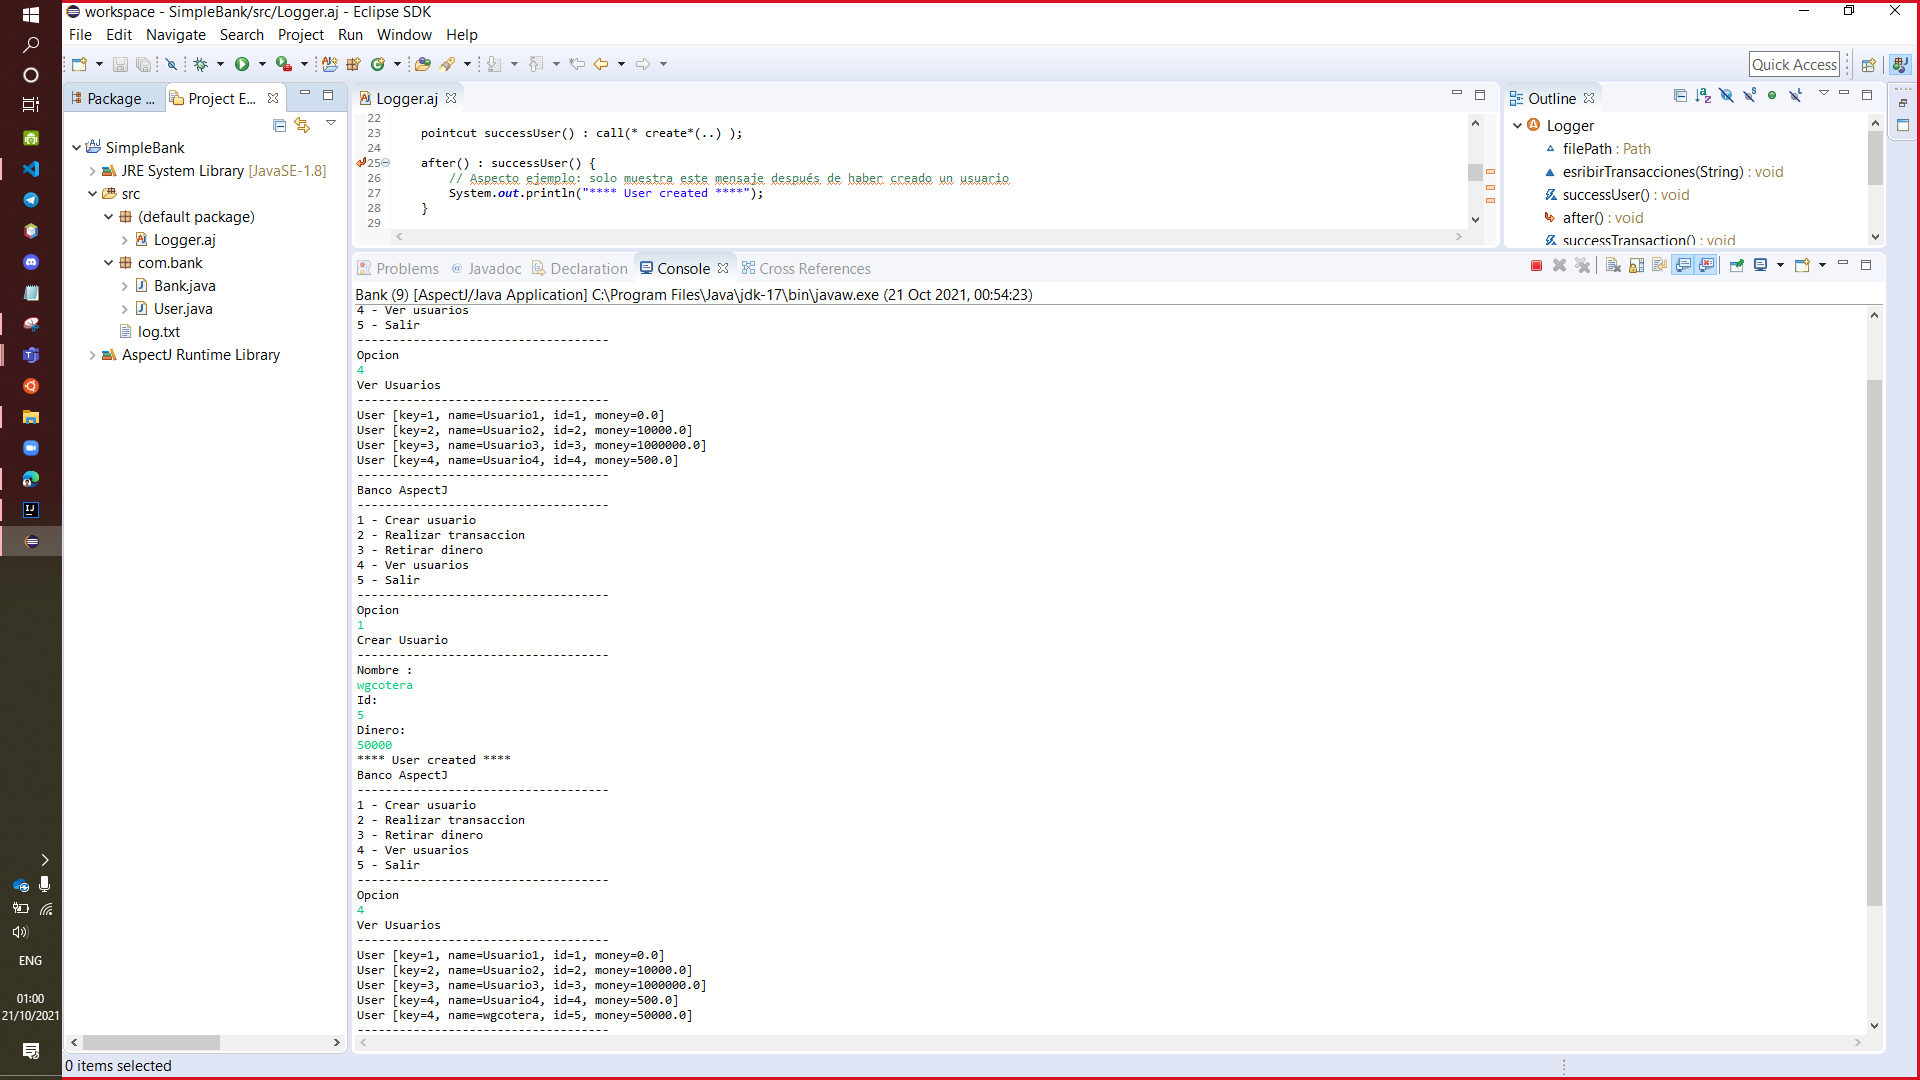 workspace - SimpleBank/src/Logger.aj - Eclipse SDK
File Edit Navigate Search Project Run Window Help
Quick Access
Package ...
Project E...
SimpleBank
JRE System Library [JavaSE-1.8]
src
(default package)
Logger.aj
com.bank
Bank.java
User.java
log.txt
AspectJ Runtime Library
Logger.aj
22
23 pointcut successUser() : call(* create*(..) );
24
25 after() : successUser() {
26 // Aspecto ejemplo: solo muestra este mensaje después de haber creado un usuario
27 System.out.println("**** User created ****");
28 }
29
Outline
Logger
filePath : Path
esribirTransacciones(String) : void
successUser() : void
after() : void
successTransaction() : void
Problems Javadoc Declaration Console Cross References
Bank (9) [AspectJ/Java Application] C:\Program Files\Java\jdk-17\bin\javaw.exe (21 Oct 2021, 00:54:23)
4 - Ver usuarios
5 - Salir
------------------------------------
Opcion
4
Ver Usuarios
------------------------------------
User [key=1, name=Usuario1, id=1, money=0.0]
User [key=2, name=Usuario2, id=2, money=10000.0]
User [key=3, name=Usuario3, id=3, money=1000000.0]
User [key=4, name=Usuario4, id=4, money=500.0]
------------------------------------
Banco AspectJ
------------------------------------
1 - Crear usuario
2 - Realizar transaccion
3 - Retirar dinero
4 - Ver usuarios
5 - Salir
------------------------------------
Opcion
1
Crear Usuario
------------------------------------
Nombre :
wgcotera
Id:
5
Dinero:
50000
**** User created ****
Banco AspectJ
------------------------------------
1 - Crear usuario
2 - Realizar transaccion
3 - Retirar dinero
4 - Ver usuarios
5 - Salir
------------------------------------
Opcion
4
Ver Usuarios
------------------------------------
User [key=1, name=Usuario1, id=1, money=0.0]
User [key=2, name=Usuario2, id=2, money=10000.0]
User [key=3, name=Usuario3, id=3, money=1000000.0]
User [key=4, name=Usuario4, id=4, money=500.0]
User [key=4, name=wgcotera, id=5, money=50000.0]
------------------------------------
0 items selected
ENG
01:00
21/10/2021